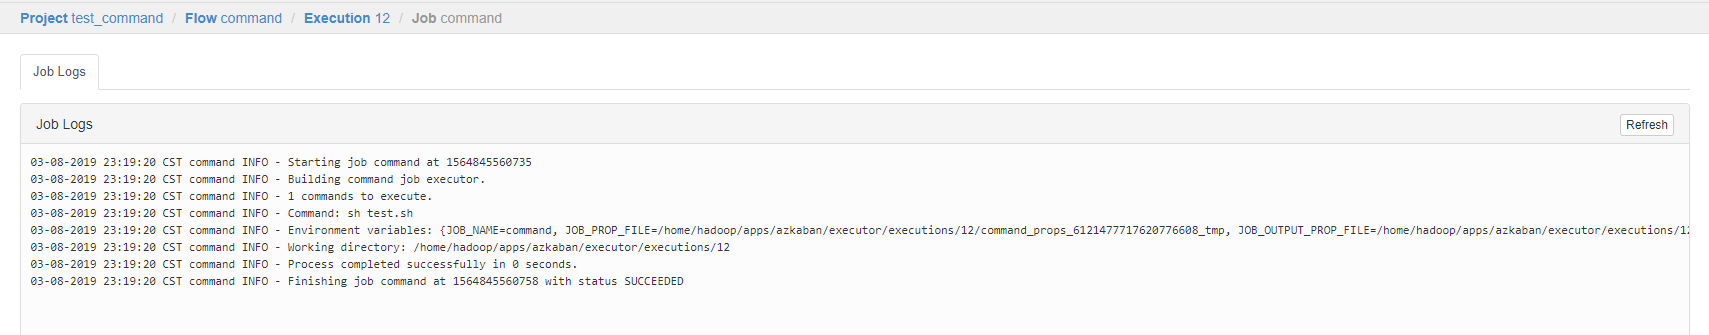 Project test_command / Flow command / Execution 12 / Job command
Job Logs
Job Logs
Refresh
03-08-2019 23:19:20 CST command INFO - Starting job command at 1564845560735
03-08-2019 23:19:20 CST command INFO - Building command job executor.
03-08-2019 23:19:20 CST command INFO - 1 commands to execute.
03-08-2019 23:19:20 CST command INFO - Command: sh test.sh
03-08-2019 23:19:20 CST command INFO - Environment variables: {JOB_NAME=command, JOB_PROP_FILE=/home/hadoop/apps/azkaban/executor/executions/12/command_props_6121477717620776608_tmp, JOB_OUTPUT_PROP_FILE=/home/hadoop/apps/azkaban/executor/executions/12
03-08-2019 23:19:20 CST command INFO - Working directory: /home/hadoop/apps/azkaban/executor/executions/12
03-08-2019 23:19:20 CST command INFO - Process completed successfully in 0 seconds.
03-08-2019 23:19:20 CST command INFO - Finishing job command at 1564845560758 with status SUCCEEDED